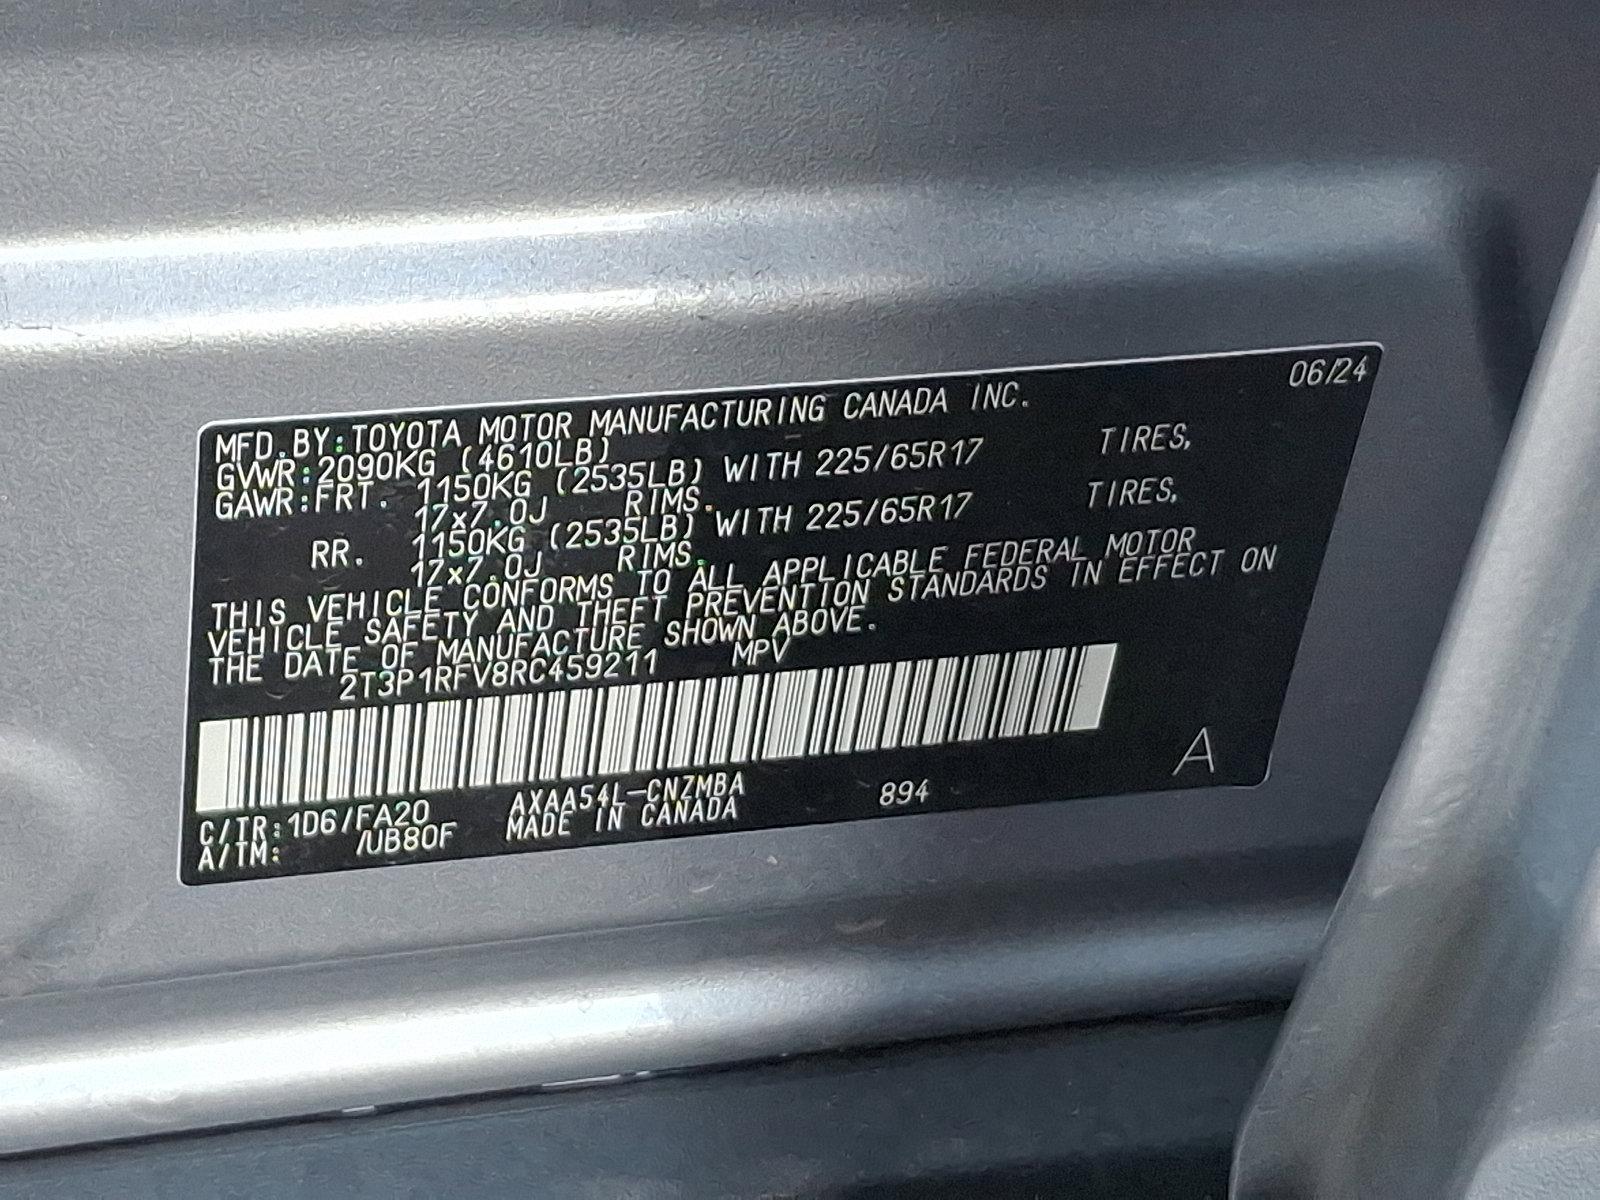 06/24
MFD.BY:TOYOTA MOTOR MANUFACTURING CANADA INC.
GVWR:2090KG (4610LB)
GAWR:FRT. 1150KG (2535LB) WITH 225/65R17 TIRES,
17x7.0J RIMS.
RR. 1150KG (2535LB) WITH 225/65R17 TIRES,
17x7.0J RIMS.
THIS VEHICLE CONFORMS TO ALL APPLICABLE FEDERAL MOTOR
VEHICLE SAFETY AND THEFT PREVENTION STANDARDS IN EFFECT ON
THE DATE OF MANUFACTURE SHOWN ABOVE.
2T3P1RFV8RC459211 MPV
C/TR:1D6/FA20 AXAA54L-CNZMBA 894 A
A/TM: /UB80F MADE IN CANADA